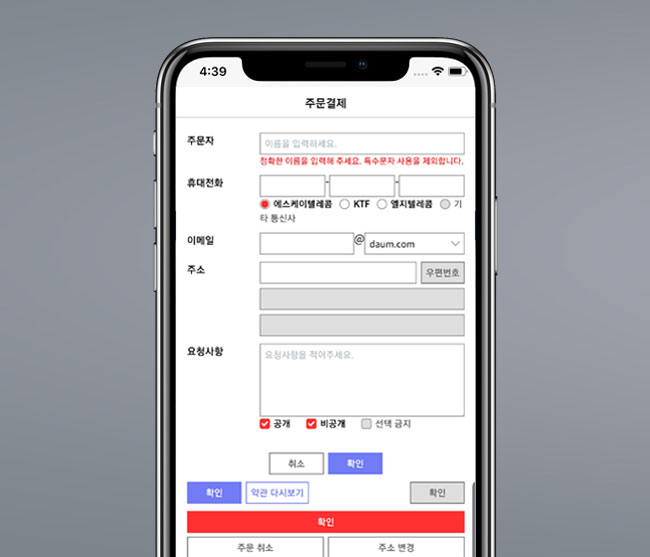 4:39
주문결제
주문자
이름을 입력하세요.
정확한 이름을 입력해 주세요. 특수문자 사용을 제외합니다.
휴대전화
- -
에스케이텔레콤 KTF 엘지텔레콤 기
타 통신사
이메일 @ daum.com
주소 우편번호
요청사항 요청사항을 적어주세요.
공개 비공개 선택 금지
취소 확인
확인 약관 다시보기 확인
확인
주문 취소 주소 변경